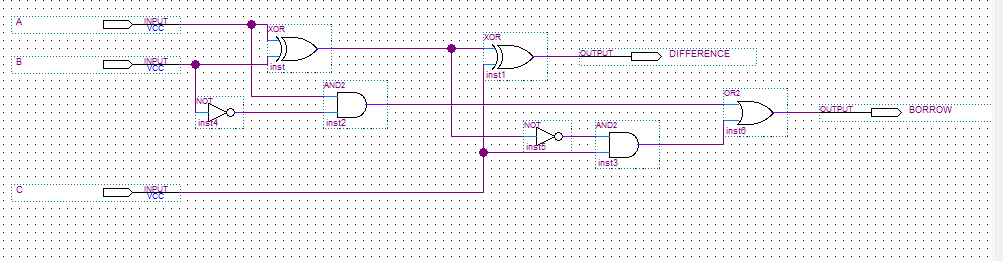 A
INPUT
VCC
XOR
inst
XOR
inst1
OUTPUT
DIFFERENCE
B
INPUT
VCC
NOT
inst4
AND2
inst2
OR2
inst6
OUTPUT
BORROW
NOT
inst5
AND2
inst3
C
INPUT
VCC